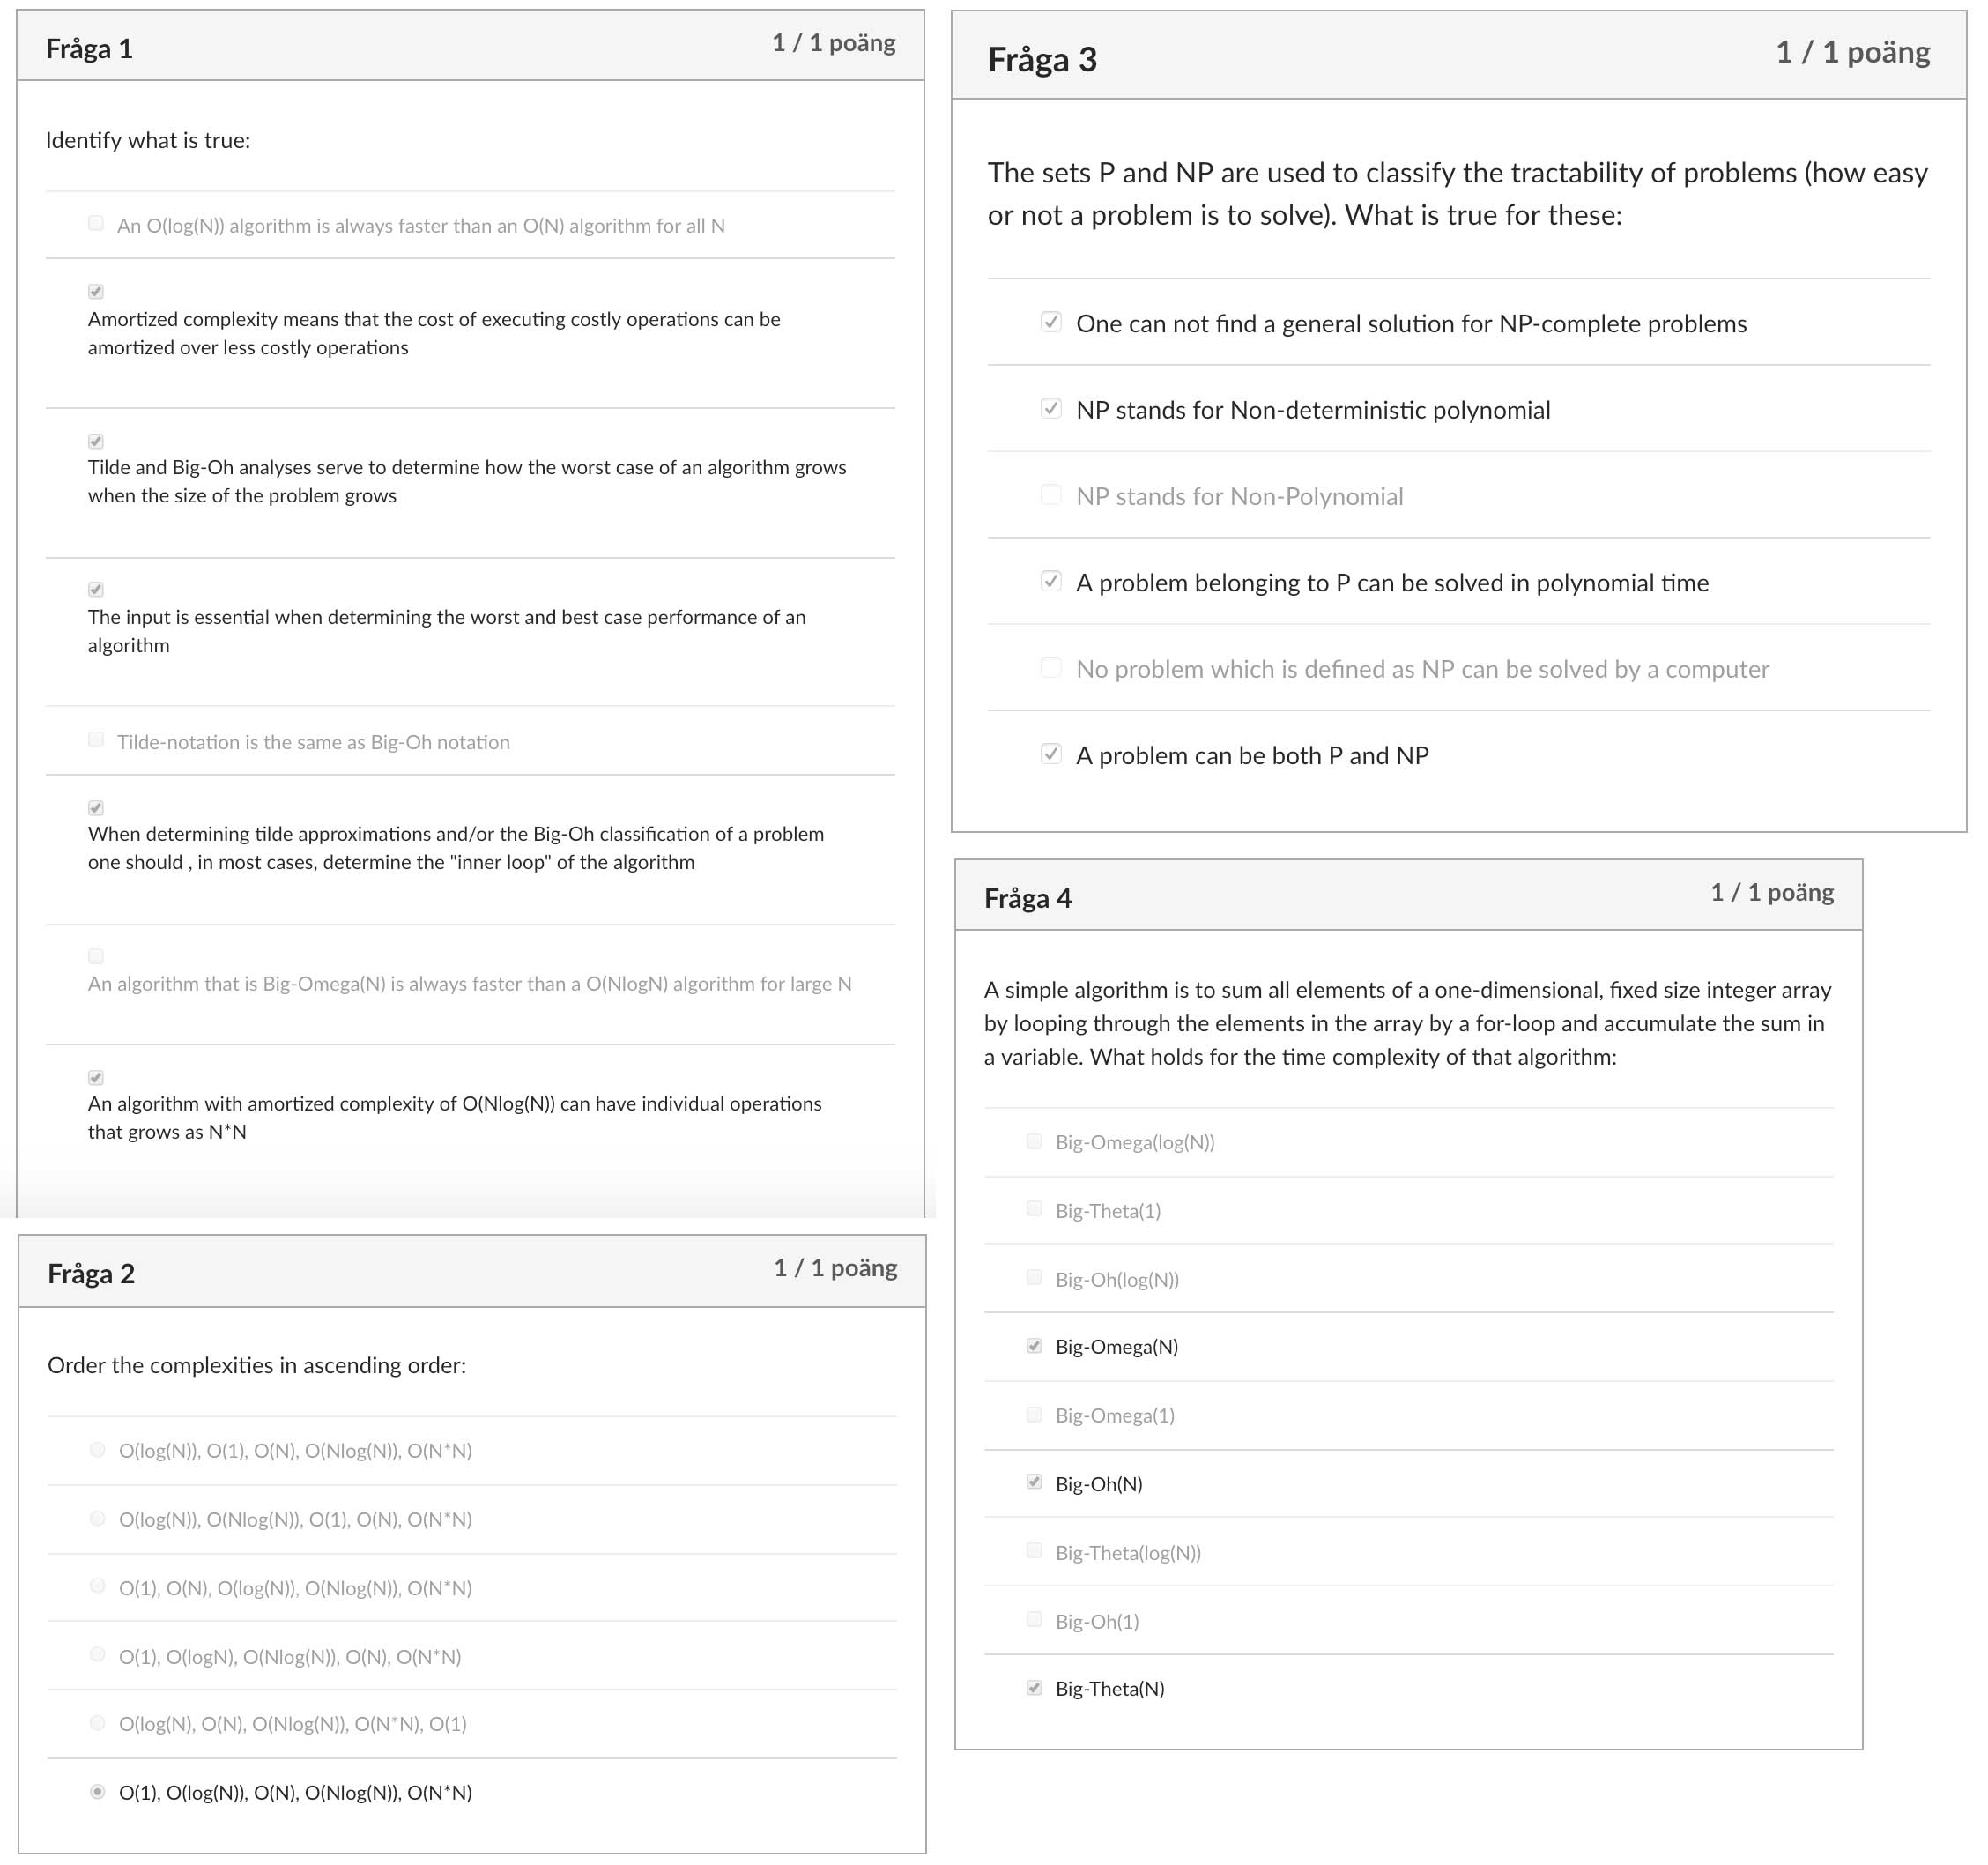 Fråga 1
1 / 1 poäng
Identify what is true:
An O(log(N)) algorithm is always faster than an O(N) algorithm for all N
Amortized complexity means that the cost of executing costly operations can be
amortized over less costly operations
Tilde and Big-Oh analyses serve to determine how the worst case of an algorithm grows
when the size of the problem grows
The input is essential when determining the worst and best case performance of an
algorithm
Tilde-notation is the same as Big-Oh notation
When determining tilde approximations and/or the Big-Oh classification of a problem
one should , in most cases, determine the "inner loop" of the algorithm
An algorithm that is Big-Omega(N) is always faster than a O(NlogN) algorithm for large N
An algorithm with amortized complexity of O(Nlog(N)) can have individual operations
that grows as N*N
Fråga 2
1 / 1 poäng
Order the complexities in ascending order:
O(log(N)), O(1), O(N), O(Nlog(N)), O(N*N)
O(log(N)), O(Nlog(N)), O(1), O(N), O(N*N)
O(1), O(N), O(log(N)), O(Nlog(N)), O(N*N)
O(1), O(logN), O(Nlog(N)), O(N), O(N*N)
O(log(N), O(N), O(Nlog(N)), O(N*N), O(1)
O(1), O(log(N)), O(N), O(Nlog(N)), O(N*N)
Fråga 3
1 / 1 poäng
The sets P and NP are used to classify the tractability of problems (how easy
or not a problem is to solve). What is true for these:
One can not find a general solution for NP-complete problems
NP stands for Non-deterministic polynomial
NP stands for Non-Polynomial
A problem belonging to P can be solved in polynomial time
No problem which is defined as NP can be solved by a computer
A problem can be both P and NP
Fråga 4
1 / 1 poäng
A simple algorithm is to sum all elements of a one-dimensional, fixed size integer array
by looping through the elements in the array by a for-loop and accumulate the sum in
a variable. What holds for the time complexity of that algorithm:
Big-Omega(log(N))
Big-Theta(1)
Big-Oh(log(N))
Big-Omega(N)
Big-Omega(1)
Big-Oh(N)
Big-Theta(log(N))
Big-Oh(1)
Big-Theta(N)